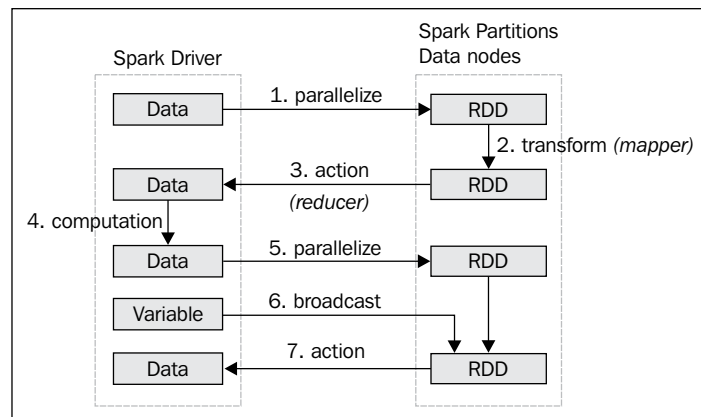 Spark Partitions
Data nodes
Spark Driver
Data
1. parallelize
RDD
2. transform (mapper)
Data
3. action
(reducer)
RDD
4. computation
Data
5. parallelize
RDD
Variable
6. broadcast
Data
7. action
RDD